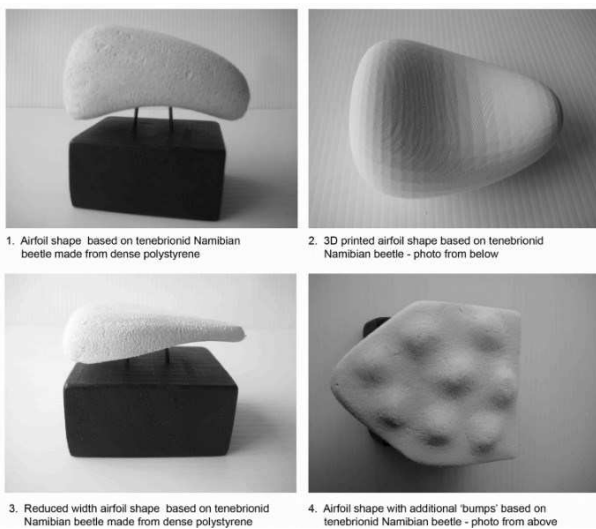 1. Airfoil shape based on tenebrionid Namibian
beetle made from dense polystyrene
2. 3D printed airfoil shape based on tenebrionid
Namibian beetle - photo from below
3. Reduced width airfoil shape based on tenebrionid
Namibian beetle made from dense polystyrene
4. Airfoil shape with additional 'bumps' based on
tenebrionid Namibian beetle - photo from above